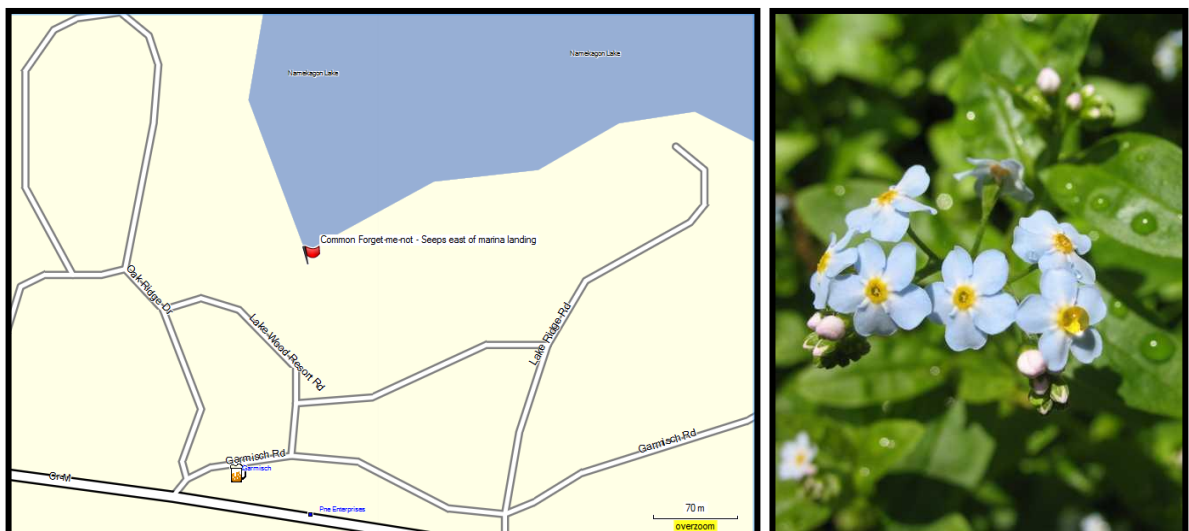 Namekagon Lake
Namekagon Lake
Common Forget-me-not - Seeps east of marina landing
Oak Ridge Dr
Lake Wood Resort Rd
Lake Ridge Rd
Garmisch Rd
Garmisch Rd
Garmisch
Cr-M
Pne Enterprises
70 m
overzoom